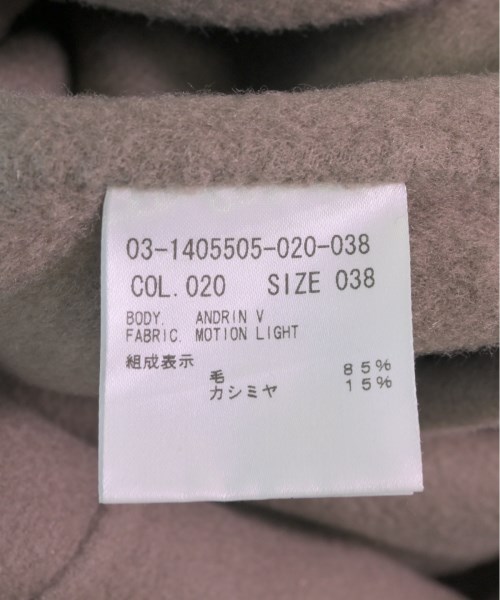 03-1405505-020-038
COL. 020 SIZE 038
BODY. ANDRIN V
FABRIC. MOTION LIGHT
組成表示
毛 85%
カシミヤ 15%